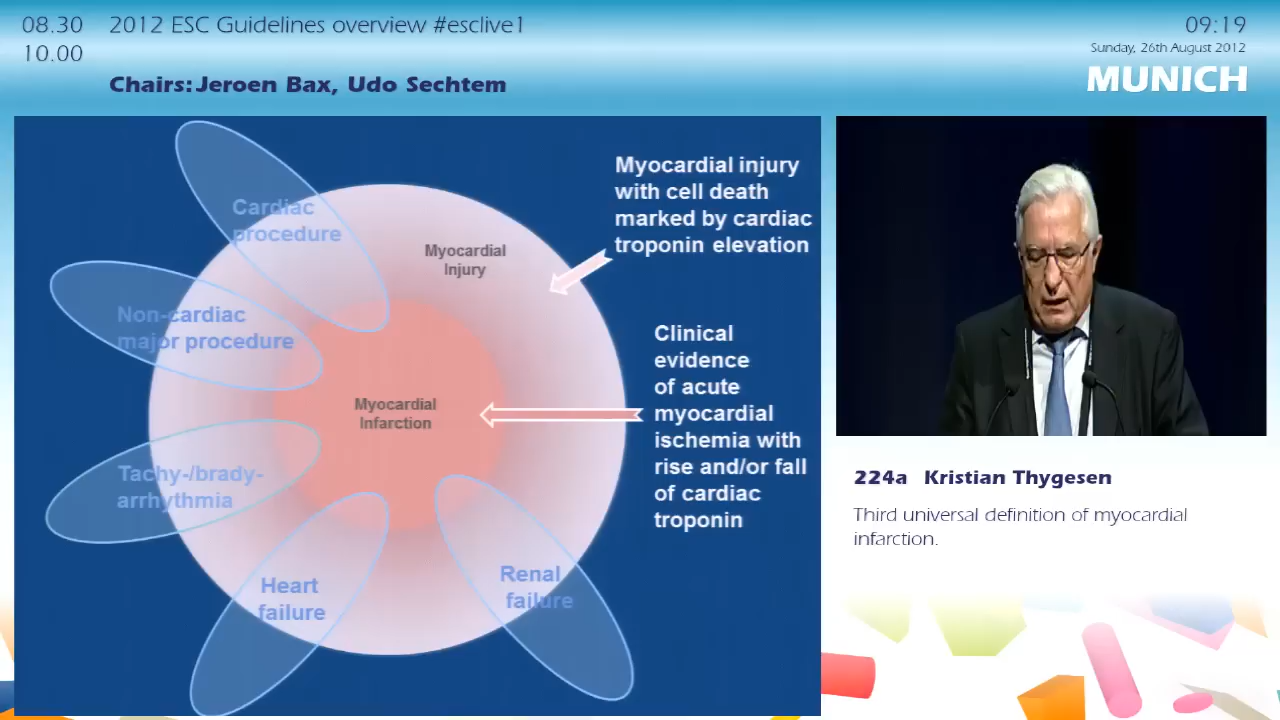 08.30 2012 ESC Guidelines overview #esclive1
10.00
Chairs: Jeroen Bax, Udo Sechtem
09:19
Sunday, 26th August 2012
MUNICH
Cardiac
procedure
Non-cardiac
major procedure
Tachy-/brady-
arrhythmia
Heart
failure
Renal
failure
Myocardial
Injury
Myocardial
Infarction
Myocardial injury
with cell death
marked by cardiac
troponin elevation
Clinical
evidence
of acute
myocardial
ischemia with
rise and/or fall
of cardiac
troponin
224a Kristian Thygesen
Third universal definition of myocardial
infarction.